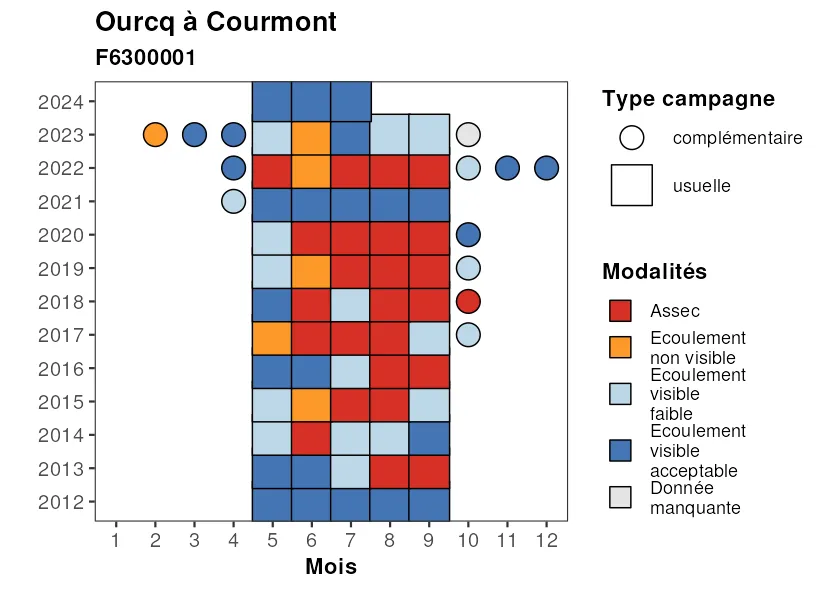 Ourcq à Courmont
F6300001
2024
2023
2022
2021
2020
2019
2018
2017
2016
2015
2014
2013
2012
1 2 3 4 5 6 7 8 9 10 11 12
Mois
Type campagne
complémentaire
usuelle
Modalités
Assec
Ecoulement
non visible
Ecoulement
visible
faible
Ecoulement
visible
acceptable
Donnée
manquante